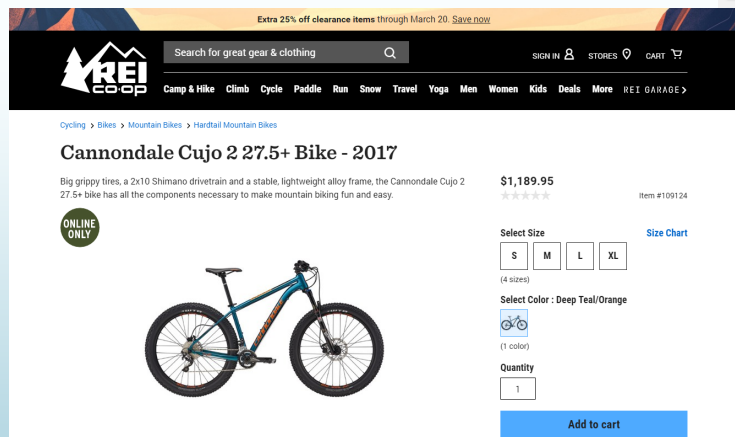 Extra 25% off clearance items through March 20. Save now
REI
co·op
Search for great gear & clothing
SIGN IN
STORES
CART
Camp & Hike Climb Cycle Paddle Run Snow Travel Yoga Men Women Kids Deals More REI GARAGE >
Cycling > Bikes > Mountain Bikes > Hardtail Mountain Bikes
Cannondale Cujo 2 27.5+ Bike - 2017
Big grippy tires, a 2x10 Shimano drivetrain and a stable, lightweight alloy frame, the Cannondale Cujo 2
27.5+ bike has all the components necessary to make mountain biking fun and easy.
ONLINE
ONLY
$1,189.95
Item #109124
Select Size
Size Chart
S M L XL
(4 sizes)
Select Color : Deep Teal/Orange
(1 color)
Quantity
1
Add to cart